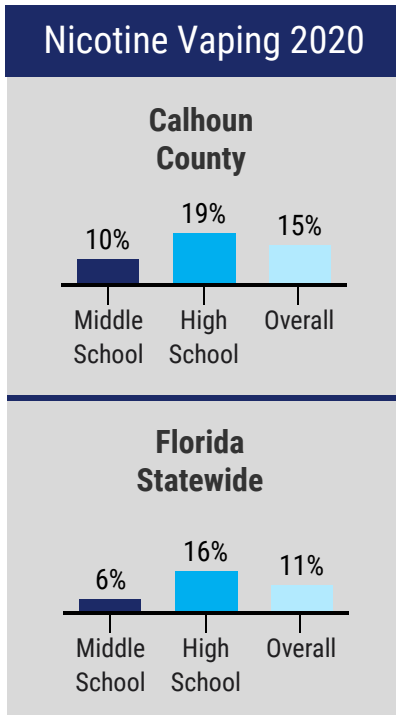 Nicotine Vaping 2020
Calhoun
County
10%
19%
15%
Middle
School
High
School
Overall
Florida
Statewide
6%
16%
11%
Middle
School
High
School
Overall